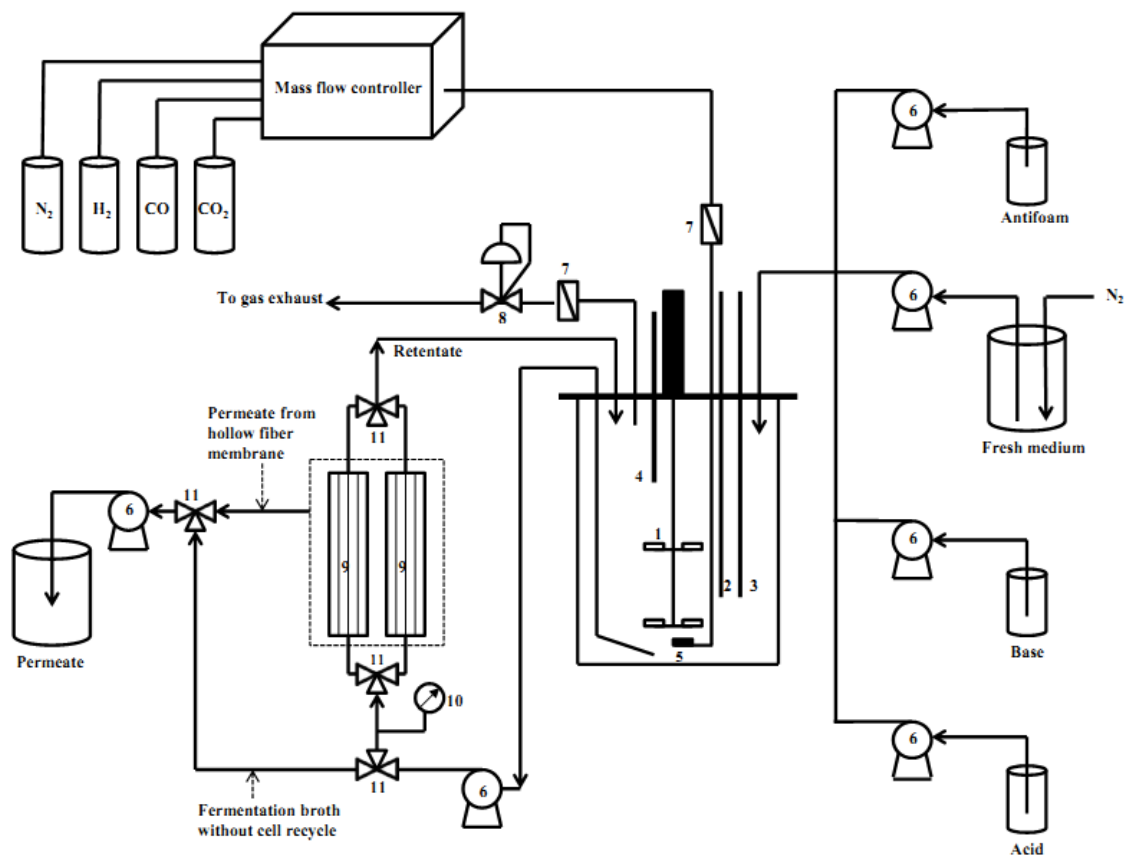 Mass flow controller
N₂
H₂
CO
CO₂
6
Antifoam
7
7
To gas exhaust
8
6
N₂
Retentate
Fresh medium
11
Permeate from
hollow fiber
membrane
4
11
6
1
9
9
2
3
6
Permeate
11
5
Base
10
6
11
6
Fermentation broth
without cell recycle
Acid